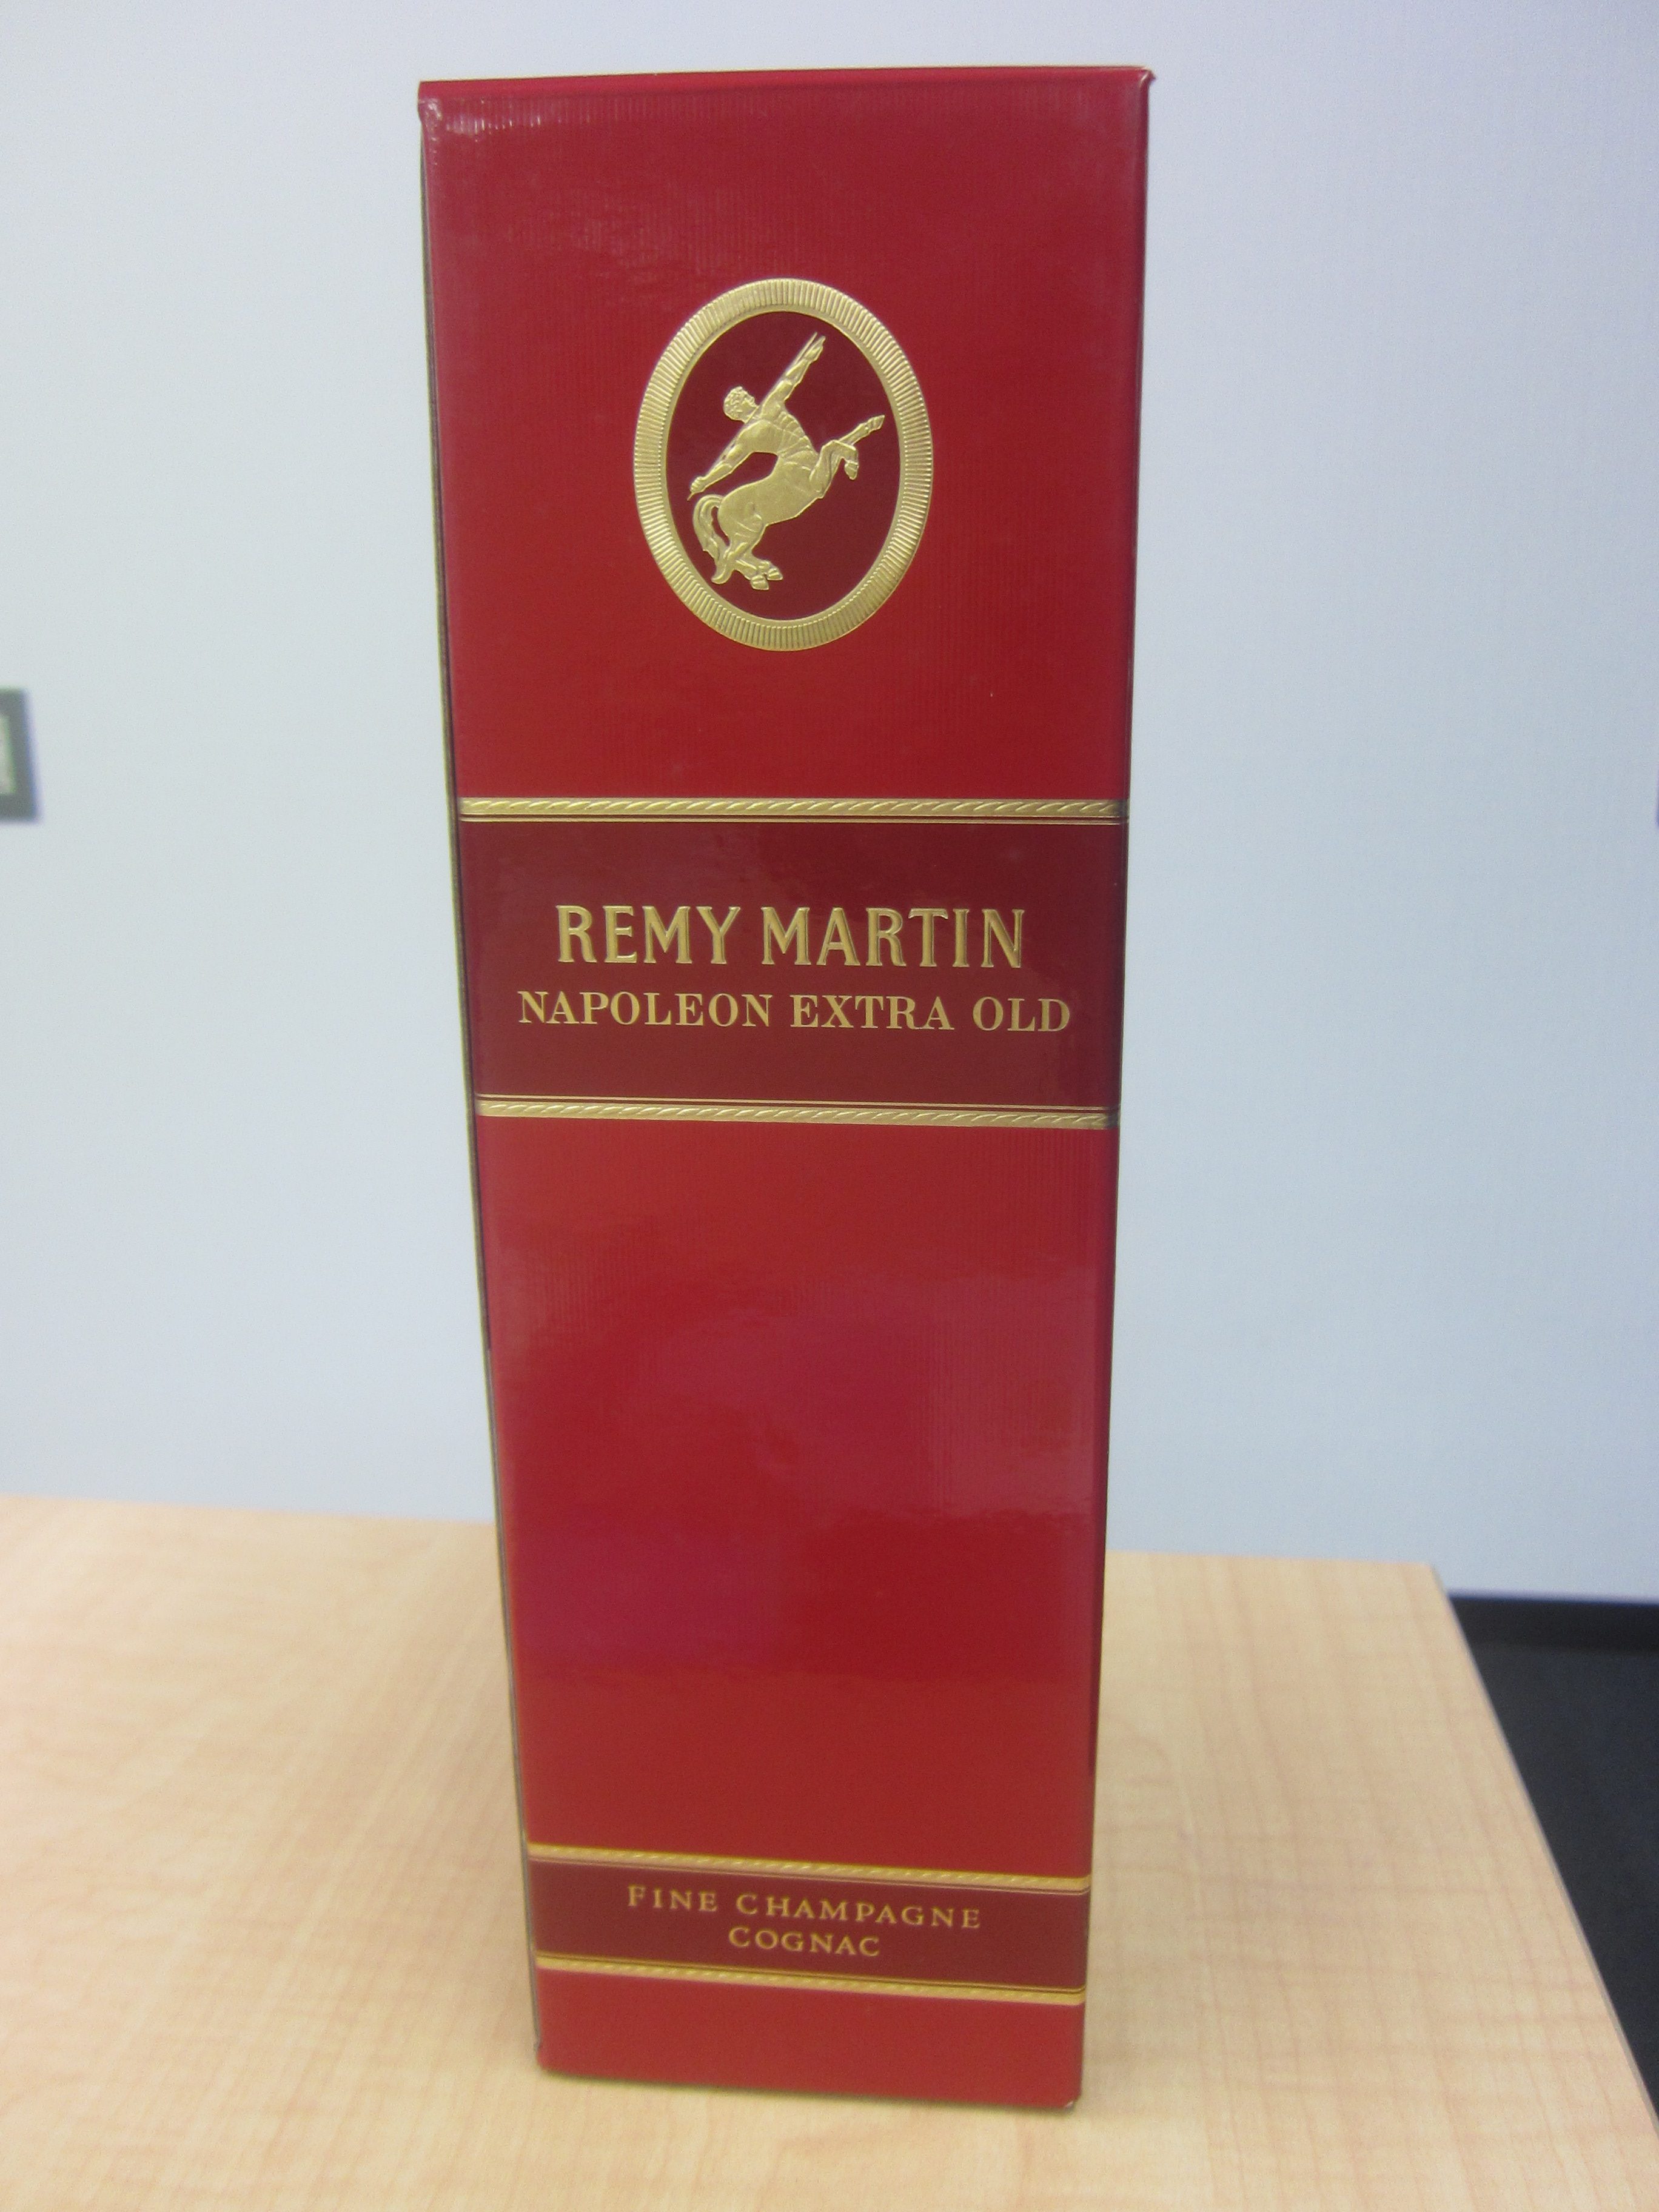 REMY MARTIN
NAPOLEON EXTRA OLD
FINE CHAMPAGNE
COGNAC